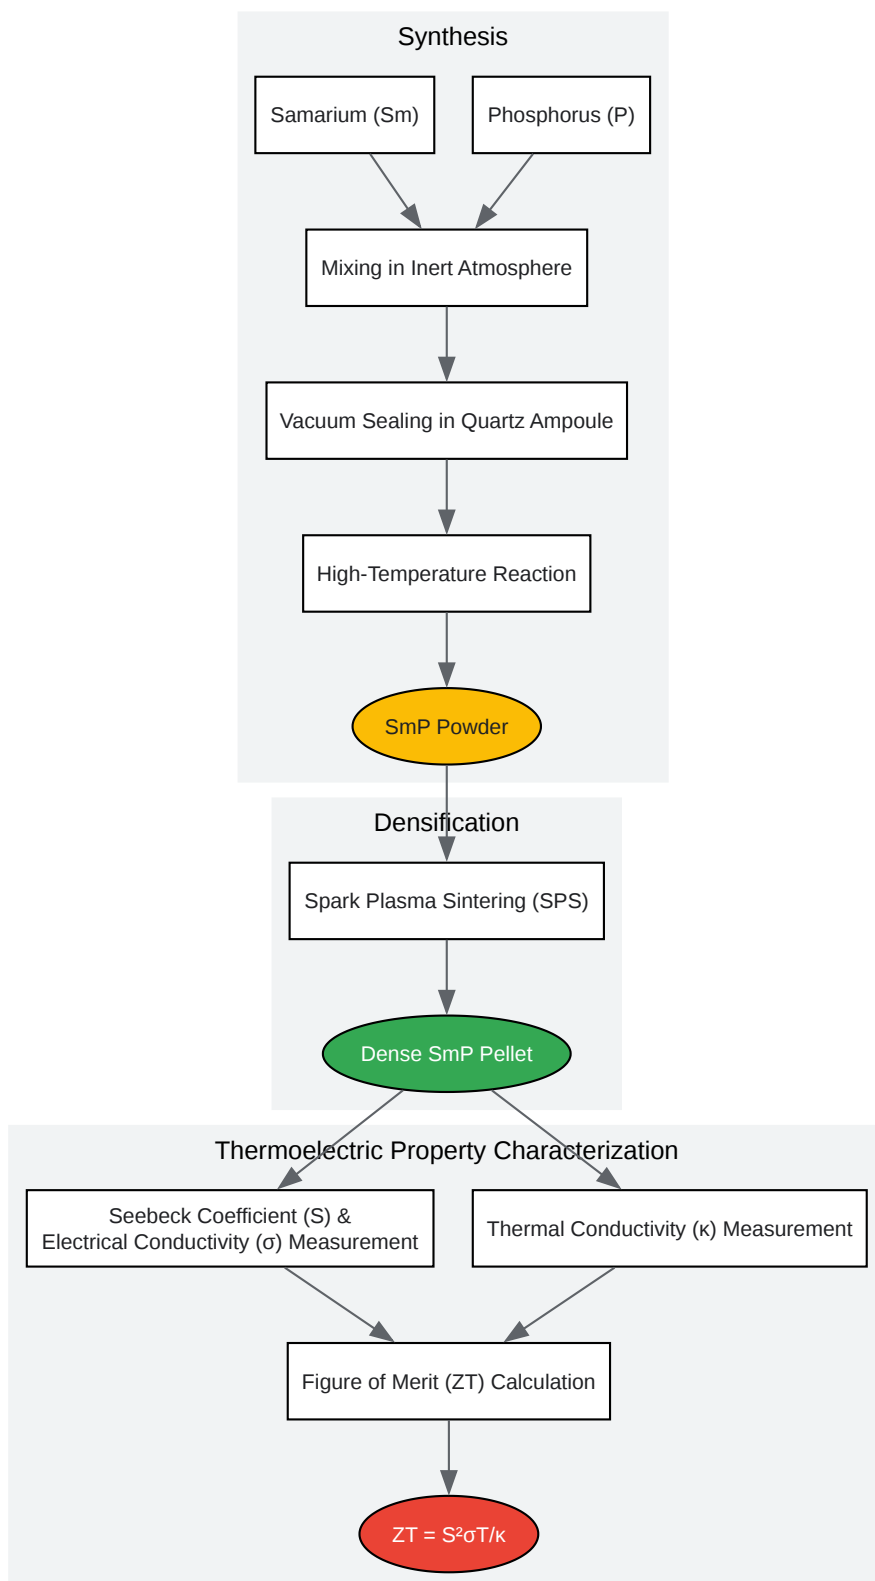 Synthesis
Samarium (Sm)
Phosphorus (P)
Mixing in Inert Atmosphere
Vacuum Sealing in Quartz Ampoule
High-Temperature Reaction
SmP Powder
Densification
Spark Plasma Sintering (SPS)
Dense SmP Pellet
Thermoelectric Property Characterization
Seebeck Coefficient (S) &
Electrical Conductivity (σ) Measurement
Thermal Conductivity (κ) Measurement
Figure of Merit (ZT) Calculation
ZT = S²σT/κ